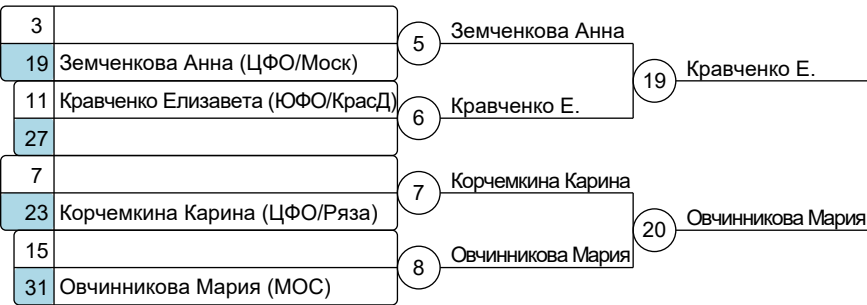 3
19 Земченкова Анна (ЦФО/Моск)
11 Кравченко Елизавета (ЮФО/КрасД)
27
7
23 Корчемкина Карина (ЦФО/Ряза)
15
31 Овчинникова Мария (МОС)
5
6
7
8
Земченкова Анна
Кравченко Е.
Корчемкина Карина
Овчинникова Мария
19
20
Кравченко Е.
Овчинникова Мария